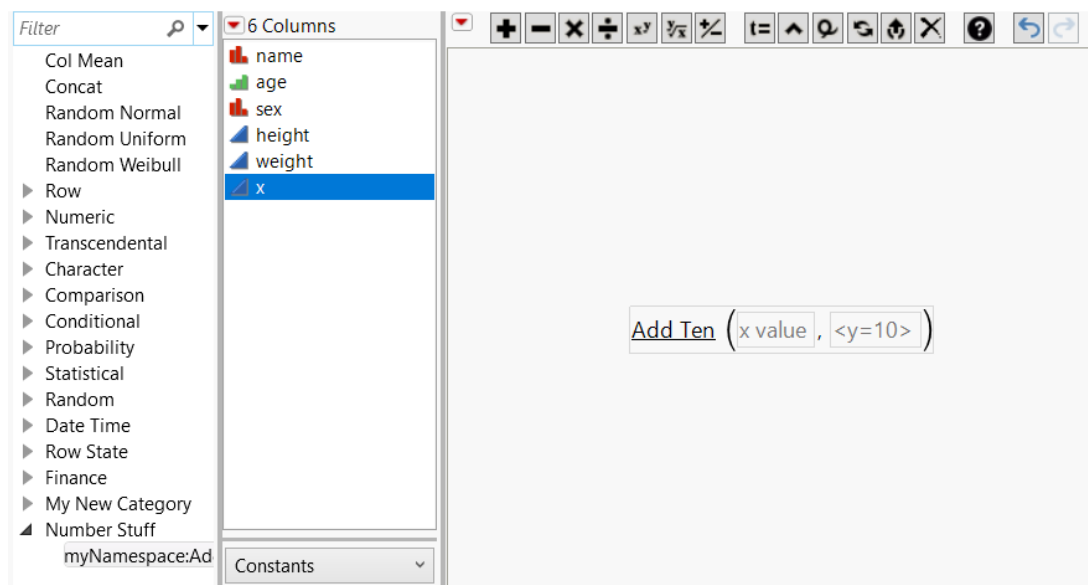 Filter
Col Mean
Concat
Random Normal
Random Uniform
Random Weibull
Row
Numeric
Transcendental
Character
Comparison
Conditional
Probability
Statistical
Random
Date Time
Row State
Finance
My New Category
Number Stuff
myNamespace:Ad
6 Columns
name
age
sex
height
weight
x
Constants
x^y y√x +/- t= ?
Add Ten (x value, <y=10>)